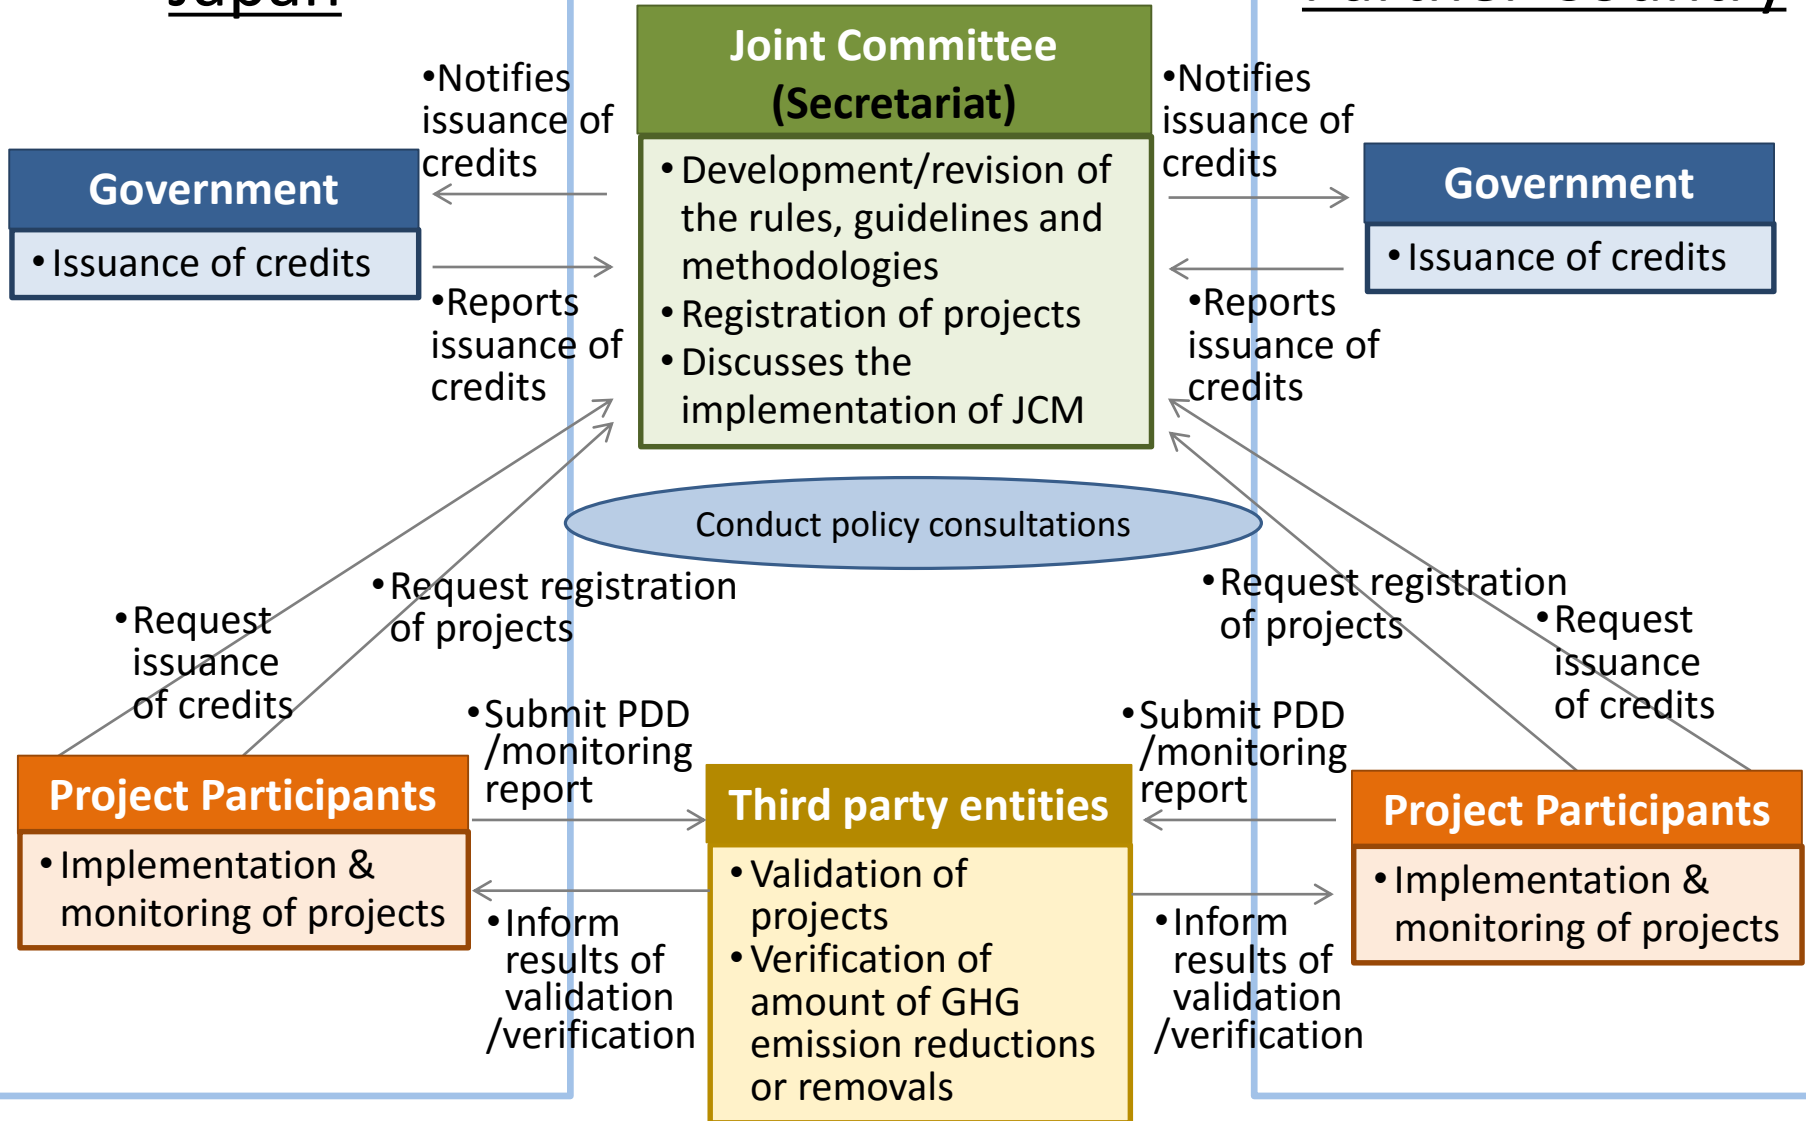 Japan
Partner Country
Joint Committee
(Secretariat)
• Development/revision of
the rules, guidelines and
methodologies
• Registration of projects
• Discusses the
implementation of JCM
•Notifies
issuance of
credits
•Notifies
issuance of
credits
Government
• Issuance of credits
Government
• Issuance of credits
•Reports
issuance of
credits
•Reports
issuance of
credits
Conduct policy consultations
•Request
issuance
of credits
•Request registration
of projects
•Request registration
of projects
•Request
issuance
of credits
•Submit PDD
/monitoring
report
•Submit PDD
/monitoring
report
Project Participants
• Implementation &
monitoring of projects
Third party entities
• Validation of
projects
• Verification of
amount of GHG
emission reductions
or removals
Project Participants
• Implementation &
monitoring of projects
•Inform
results of
validation
/verification
•Inform
results of
validation
/verification